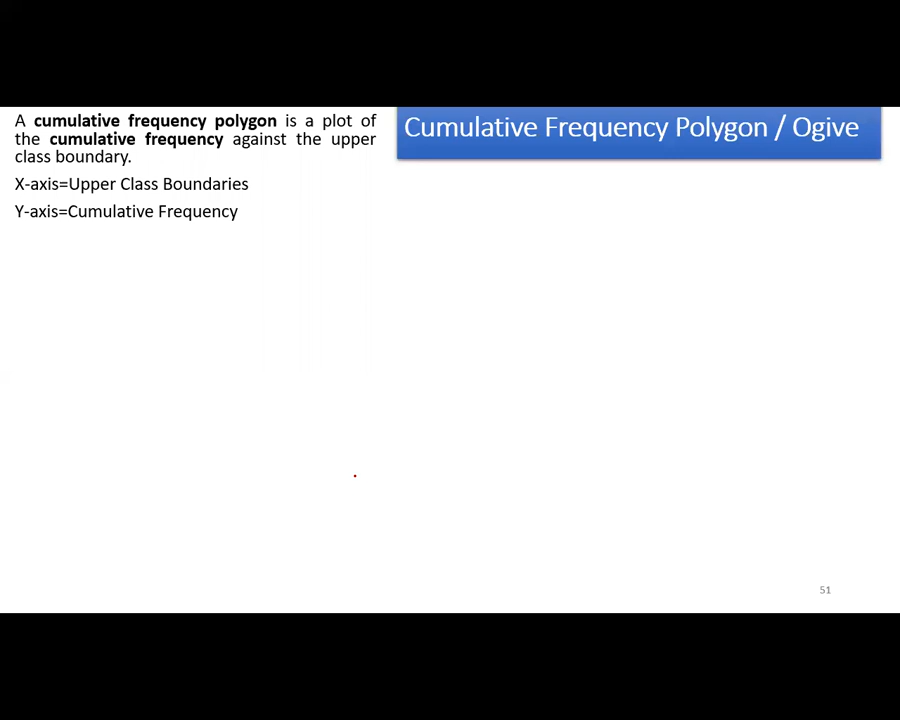 Cumulative Frequency Polygon / Ogive
A cumulative frequency polygon is a plot of
the cumulative frequency against the upper
class boundary.
X-axis=Upper Class Boundaries
Y-axis=Cumulative Frequency
51